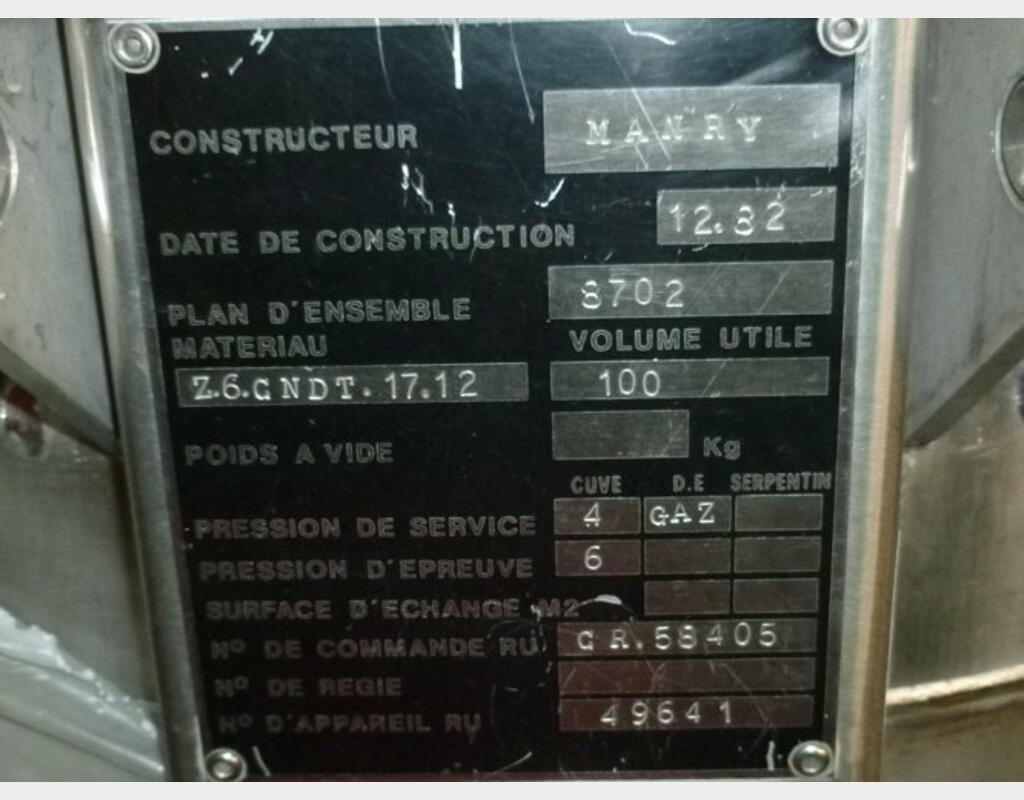 CONSTRUCTEUR MANRY
DATE DE CONSTRUCTION 12.82
PLAN D'ENSEMBLE 8702
MATERIAU VOLUME UTILE
Z.6.CNDT.17.12 100
POIDS A VIDE Kg
CUVE D.E SERPENTIN
PRESSION DE SERVICE 4 GAZ
PRESSION D'EPREUVE 6
SURFACE D'ECHANGE M2
N° DE COMMANDE RU CR.58405
N° DE REGIE
N° D'APPAREIL RU 49641